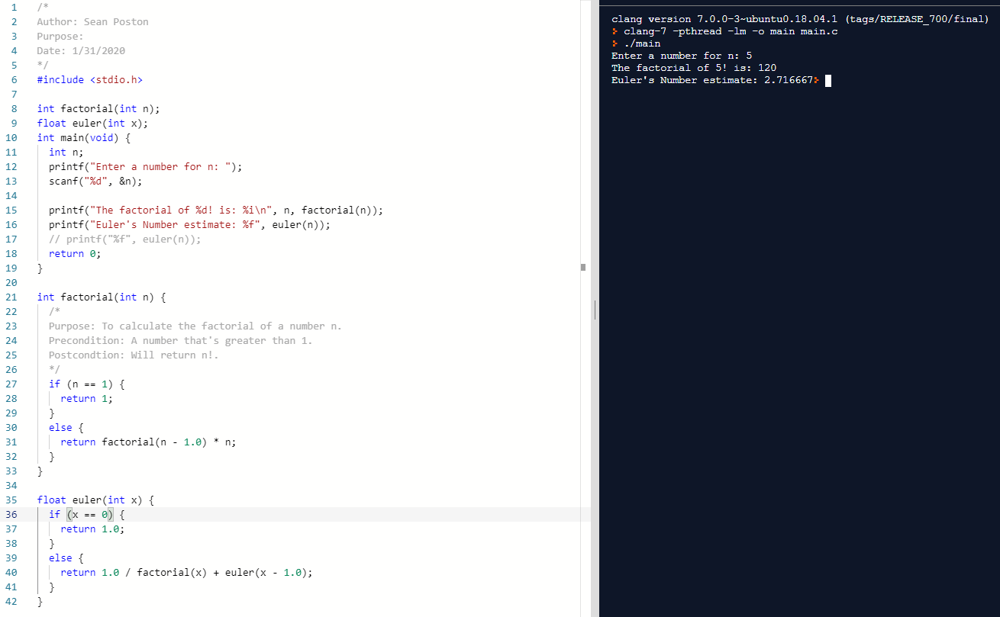 1 /*
2 Author: Sean Poston
3 Purpose:
4 Date: 1/31/2020
5 */
6 #include <stdio.h>
7
8 int factorial(int n);
9 float euler(int x);
10 int main(void) {
11   int n;
12   printf("Enter a number for n: ");
13   scanf("%d", &n);
14
15   printf("The factorial of %d! is: %i\n", n, factorial(n));
16   printf("Euler's Number estimate: %f", euler(n));
17   // printf("%f", euler(n));
18   return 0;
19 }
20
21 int factorial(int n) {
22   /*
23   Purpose: To calculate the factorial of a number n.
24   Precondition: A number that's greater than 1.
25   Postcondtion: Will return n!.
26   */
27   if (n == 1) {
28     return 1;
29   }
30   else {
31     return factorial(n - 1.0) * n;
32   }
33 }
34
35 float euler(int x) {
36   if (x == 0) {
37     return 1.0;
38   }
39   else {
40     return 1.0 / factorial(x) + euler(x - 1.0);
41   }
42 }
clang version 7.0.0-3~ubuntu0.18.04.1 (tags/RELEASE_700/final)
> clang-7 -pthread -lm -o main main.c
> ./main
Enter a number for n: 5
The factorial of 5! is: 120
Euler's Number estimate: 2.716667>